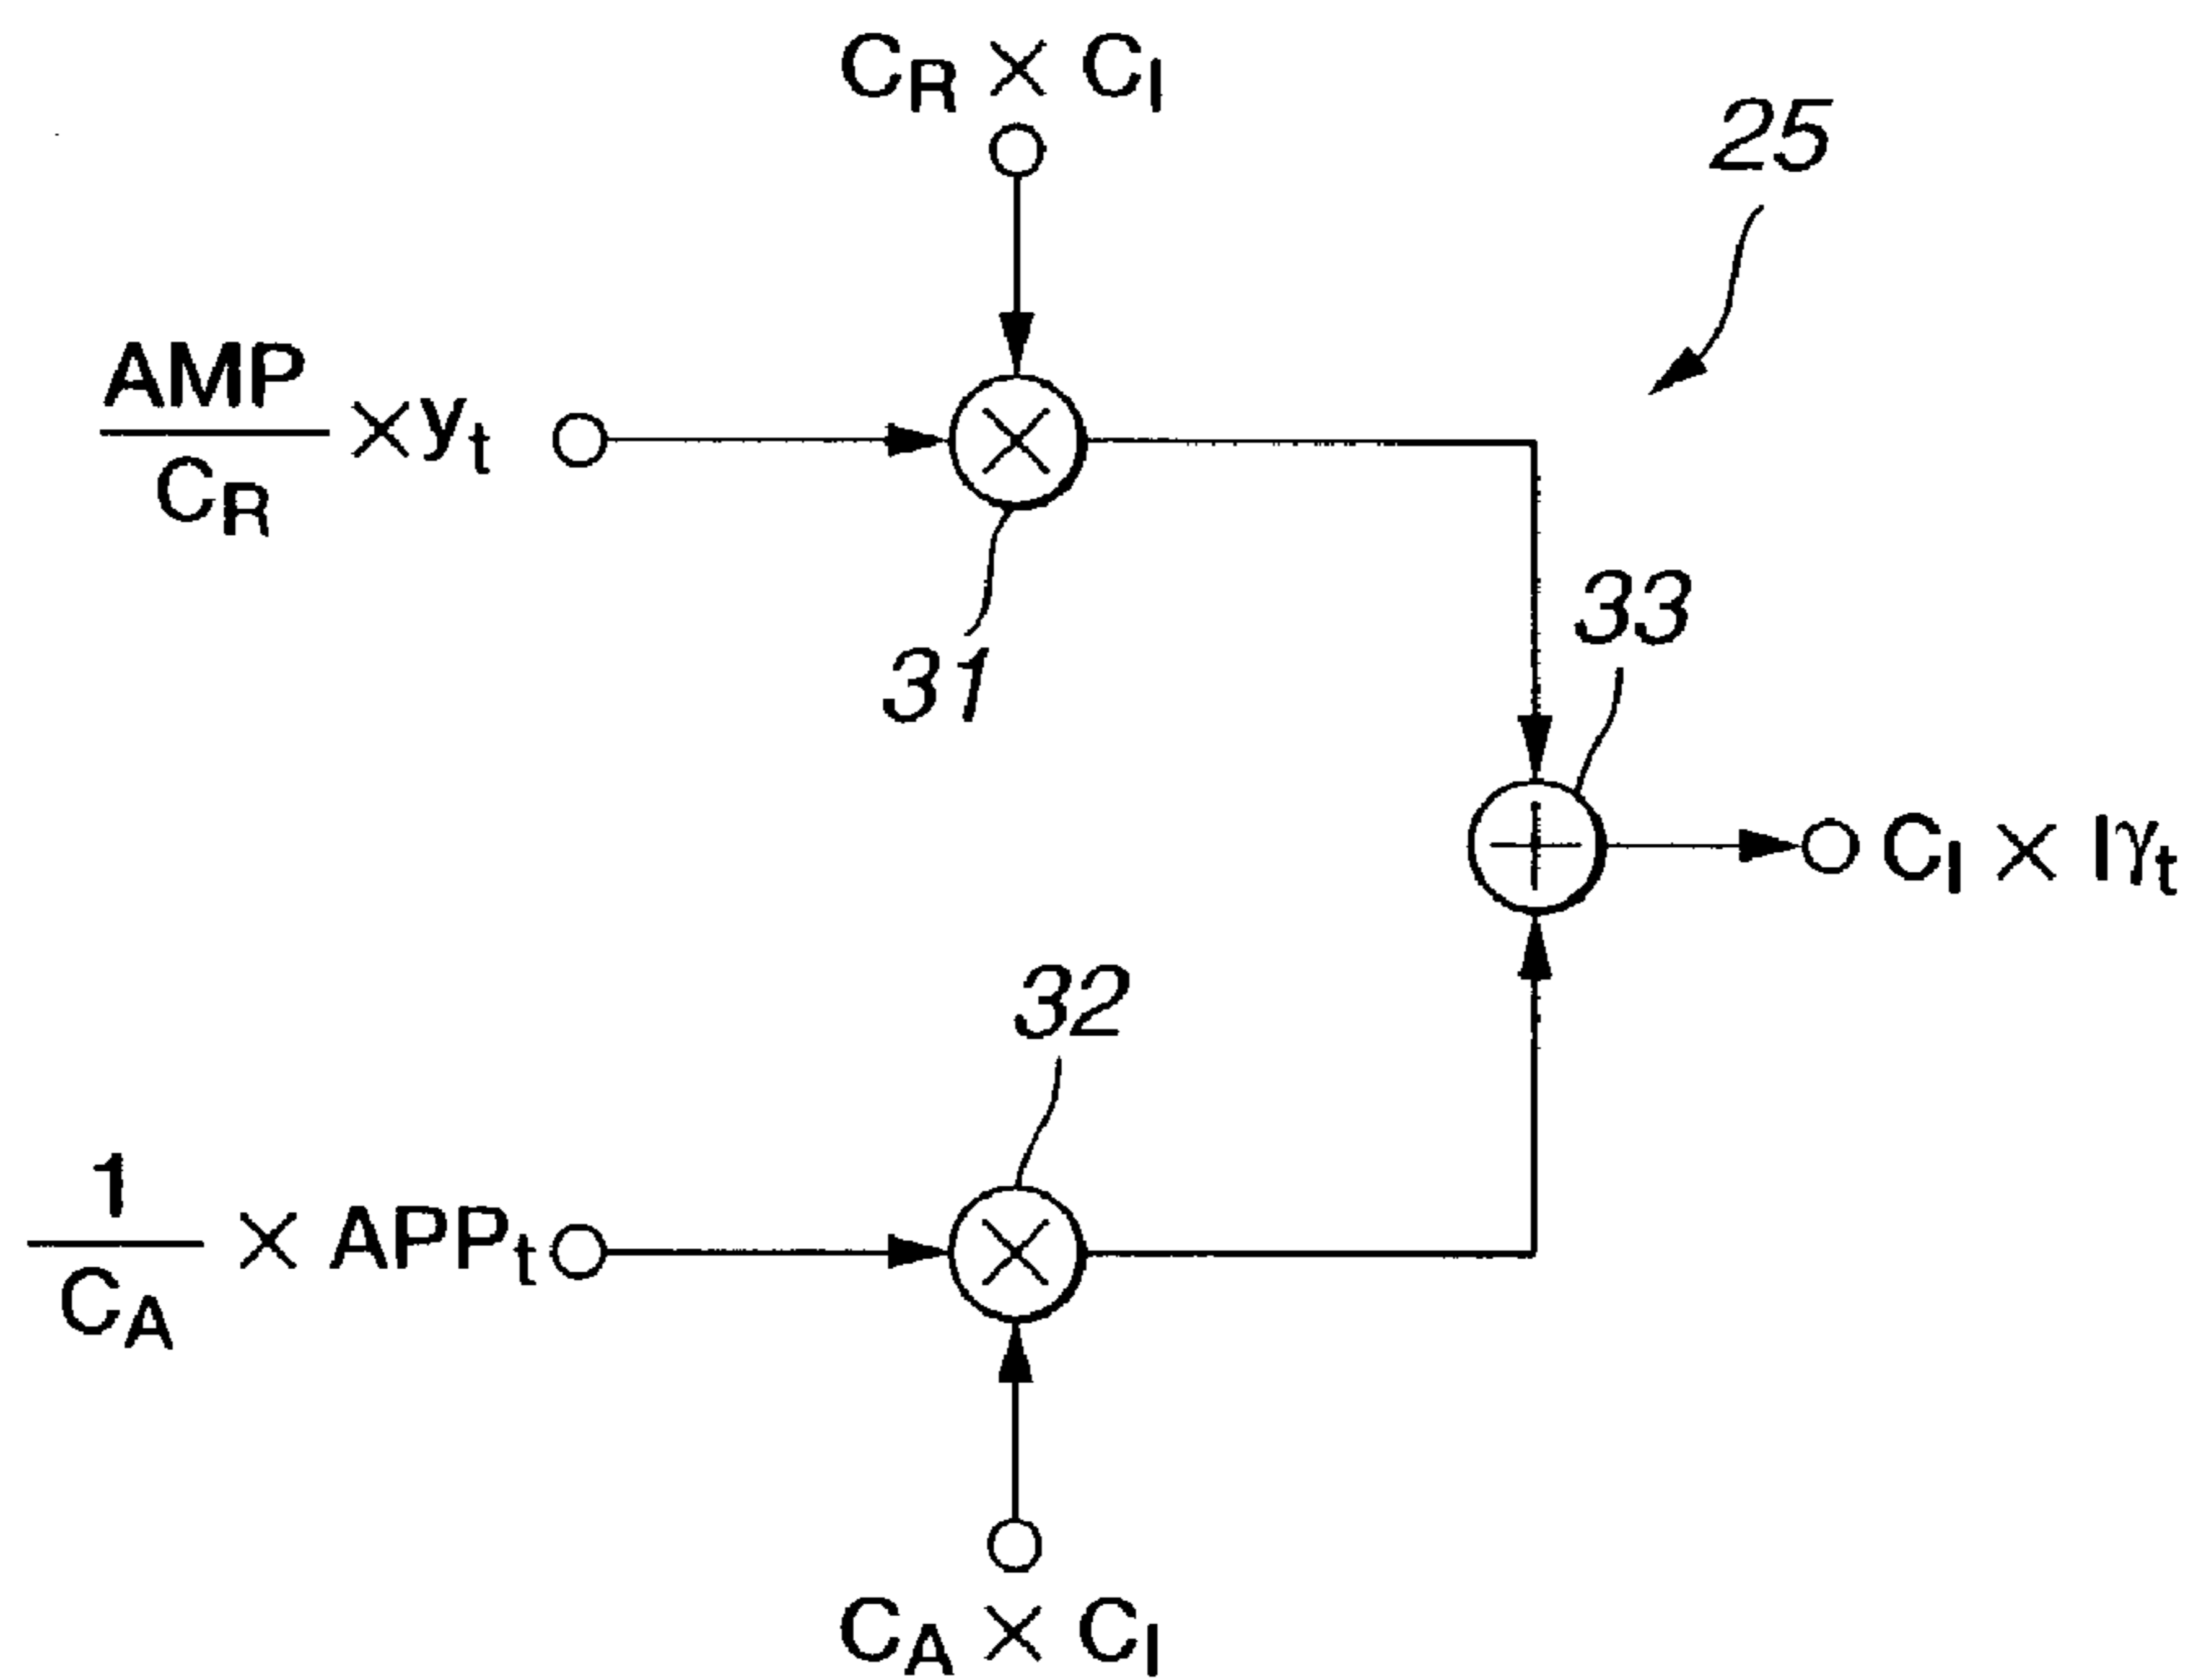 C_R × C_I
25
AMP
——— × y_t
C_R
31
33
C_I × Iγ_t
32
1
— × APP_t
C_A
C_A × C_I